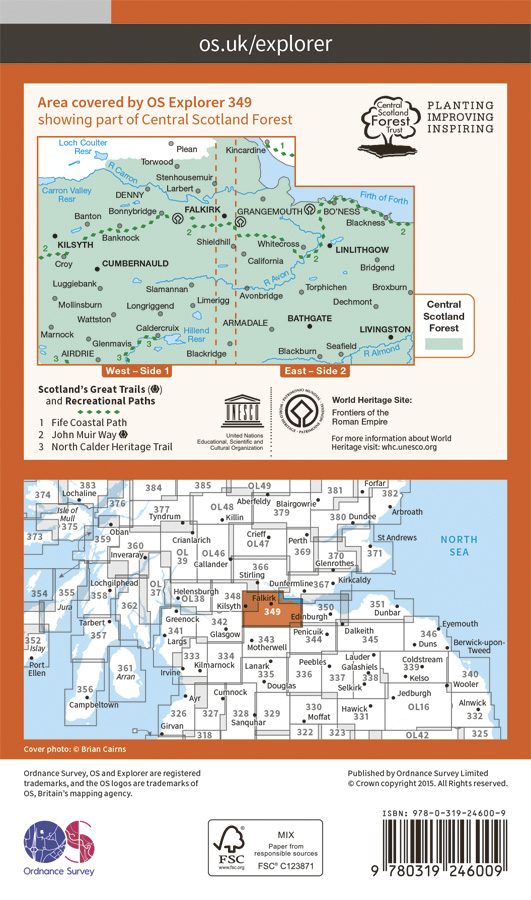 os.uk/explorer
Area covered by OS Explorer 349
showing part of Central Scotland Forest
Central
Scotland
Forest
Trust
PLANTING
IMPROVING
INSPIRING
Loch Coulter
Resr
Plean
Kincardine
1
Torwood
R Carron
Stenhousemuir
Larbert
Carron Valley
Resr
DENNY
Firth of Forth
Bonnybridge
FALKIRK
GRANGEMOUTH
BO'NESS
Banton
Blackness
2
Banknock
2
KILSYTH
Shieldhill
Whitecross
LINLITHGOW
2
Croy
California
2
CUMBERNAULD
R Avon
Bridgend
Luggiebank
Slamannan
Avonbridge
Torphichen
Broxburn
Mollinsburn
Longriggend
Limerigg
Dechmont
Wattston
BATHGATE
Caldercruix
ARMADALE
Marnock
Hillend
Resr
LIVINGSTON
Glenmavis
3
Seafield
3
AIRDRIE
Blackridge
Blackburn
R Almond
Central
Scotland
Forest
West – Side 1
East – Side 2
Scotland's Great Trails ( )
and Recreational Paths
1 Fife Coastal Path
2 John Muir Way
3 North Calder Heritage Trail
UNESCO
United Nations
Educational, Scientific and
Cultural Organization
WORLD HERITAGE
PATRIMOINE MONDIAL
PATRIMONIO MUNDIAL
World Heritage Site:
Frontiers of the
Roman Empire
For more information about World
Heritage visit: whc.unesco.org
383
384
385
OL49
Forfar
374
Lochaline
381
382
376
Aberfeldy
Blairgowrie
Isle of
Mull
377
OL48
Arbroath
375
Tyndrum
Killin
380
Dundee
373
Oban
379
359
Crieff
OL47
Perth
St Andrews
NORTH
SEA
Crianlarich
360
OL
39
OL46
369
371
Inveraray
Callander
370
366
Glenrothes
Stirling
Lochgilphead
OL
37
Dunfermline
367
Kirkcaldy
354
355
358
Helensburgh
OL38
348
Falkirk
351
Jura
362
Kilsyth
349
350
Dunbar
Tarbert
Greenock
342
Edinburgh
Eyemouth
352
357
341
Glasgow
Penicuik
Dalkeith
346
Islay
Largs
343
344
345
Duns
Berwick-upon-
Tweed
Motherwell
Port
Ellen
361
333
334
Lauder
Coldstream
Arran
Kilmarnock
Lanark
Peebles
Galashiels
339
Irvine
335
336
337
338
Kelso
340
356
Douglas
Selkirk
Wooler
Campbeltown
Ayr
Cumnock
Jedburgh
330
Hawick
OL16
Alnwick
326
327
328
329
Moffat
331
332
Girvan
Sanquhar
318
322
323
OL42
325
Cover photo: © Brian Cairns
Ordnance Survey, OS and Explorer are registered
trademarks, and the OS logos are trademarks of
OS, Britain's mapping agency.
Published by Ordnance Survey Limited
© Crown copyright 2015. All Rights reserved.
OS
Ordnance Survey
FSC
www.fsc.org
MIX
Paper from
responsible sources
FSC® C123871
ISBN: 978-0-319-24600-9
9 780319 246009